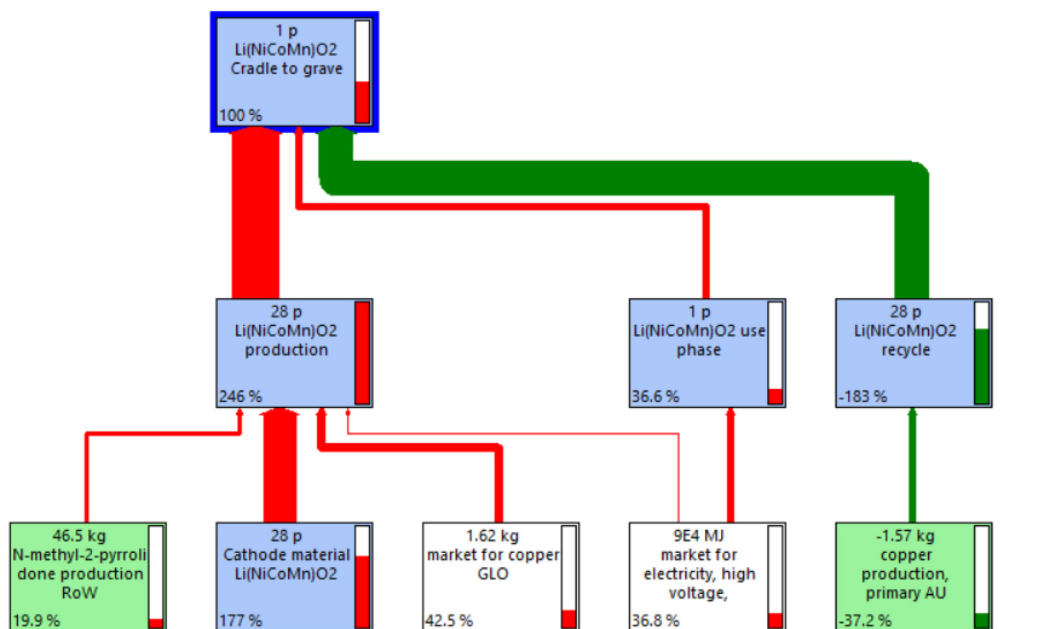 1 p
Li(NiCoMn)O2
Cradle to grave
100 %
28 p
Li(NiCoMn)O2
production
246 %
1 p
Li(NiCoMn)O2 use
phase
36.6 %
28 p
Li(NiCoMn)O2
recycle
-183 %
46.5 kg
N-methyl-2-pyrroli
done production
RoW
19.9 %
28 p
Cathode material
Li(NiCoMn)O2
177 %
1.62 kg
market for copper
GLO
42.5 %
9E4 MJ
market for
electricity, high
voltage,
36.8 %
-1.57 kg
copper
production,
primary AU
-37.2 %